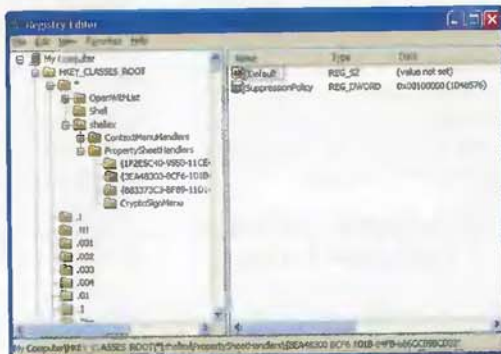 Registry Editor
File Edit View Favorites Help
My Computer
HKEY_CLASSES_ROOT
*
OpenWithList
Shell
shellex
ContextMenuHandlers
PropertySheetHandlers
CryptoSignMenu
.001
.002
.003
.004
.01
Name Type Data
(Default) REG_SZ (value not set)
SuppressionPolicy REG_DWORD 0x00100000 (1048576)